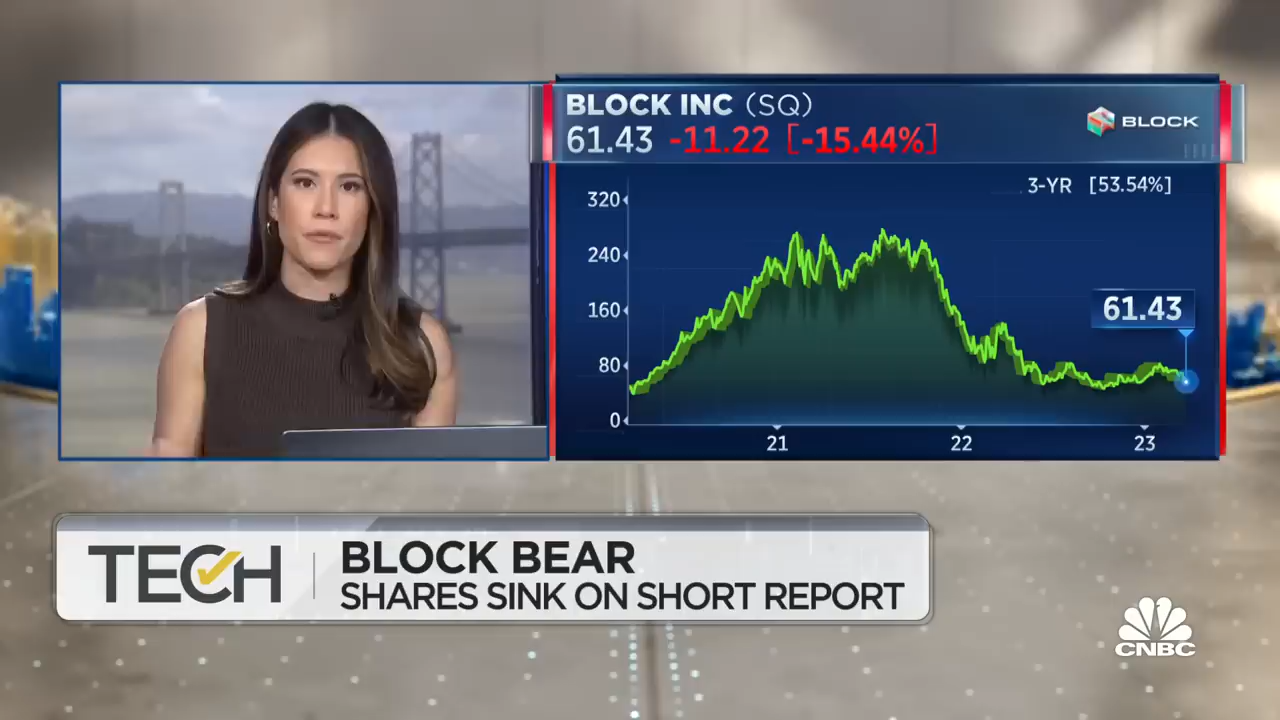 BLOCK INC (SQ)
61.43 -11.22 [-15.44%]
BLOCK
3-YR [53.54%]
320
240
160
80
0
61.43
21
22
23
TECH
BLOCK BEAR
SHARES SINK ON SHORT REPORT
CNBC